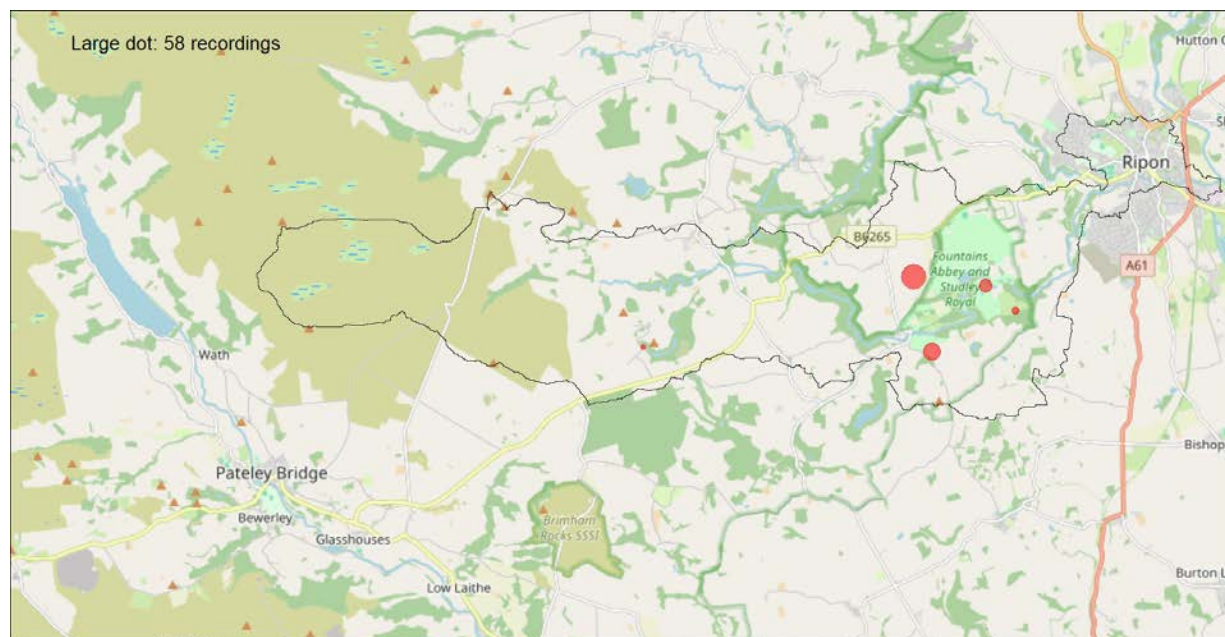 Large dot: 58 recordings
Hutton C
Ripon
B6265
Fountains
Abbey and
Studley
Royal
A61
Wath
Pateley Bridge
Bewerley
Glasshouses
Brimham
Rocks SSSI
Low Laithe
Bishop
Burton L